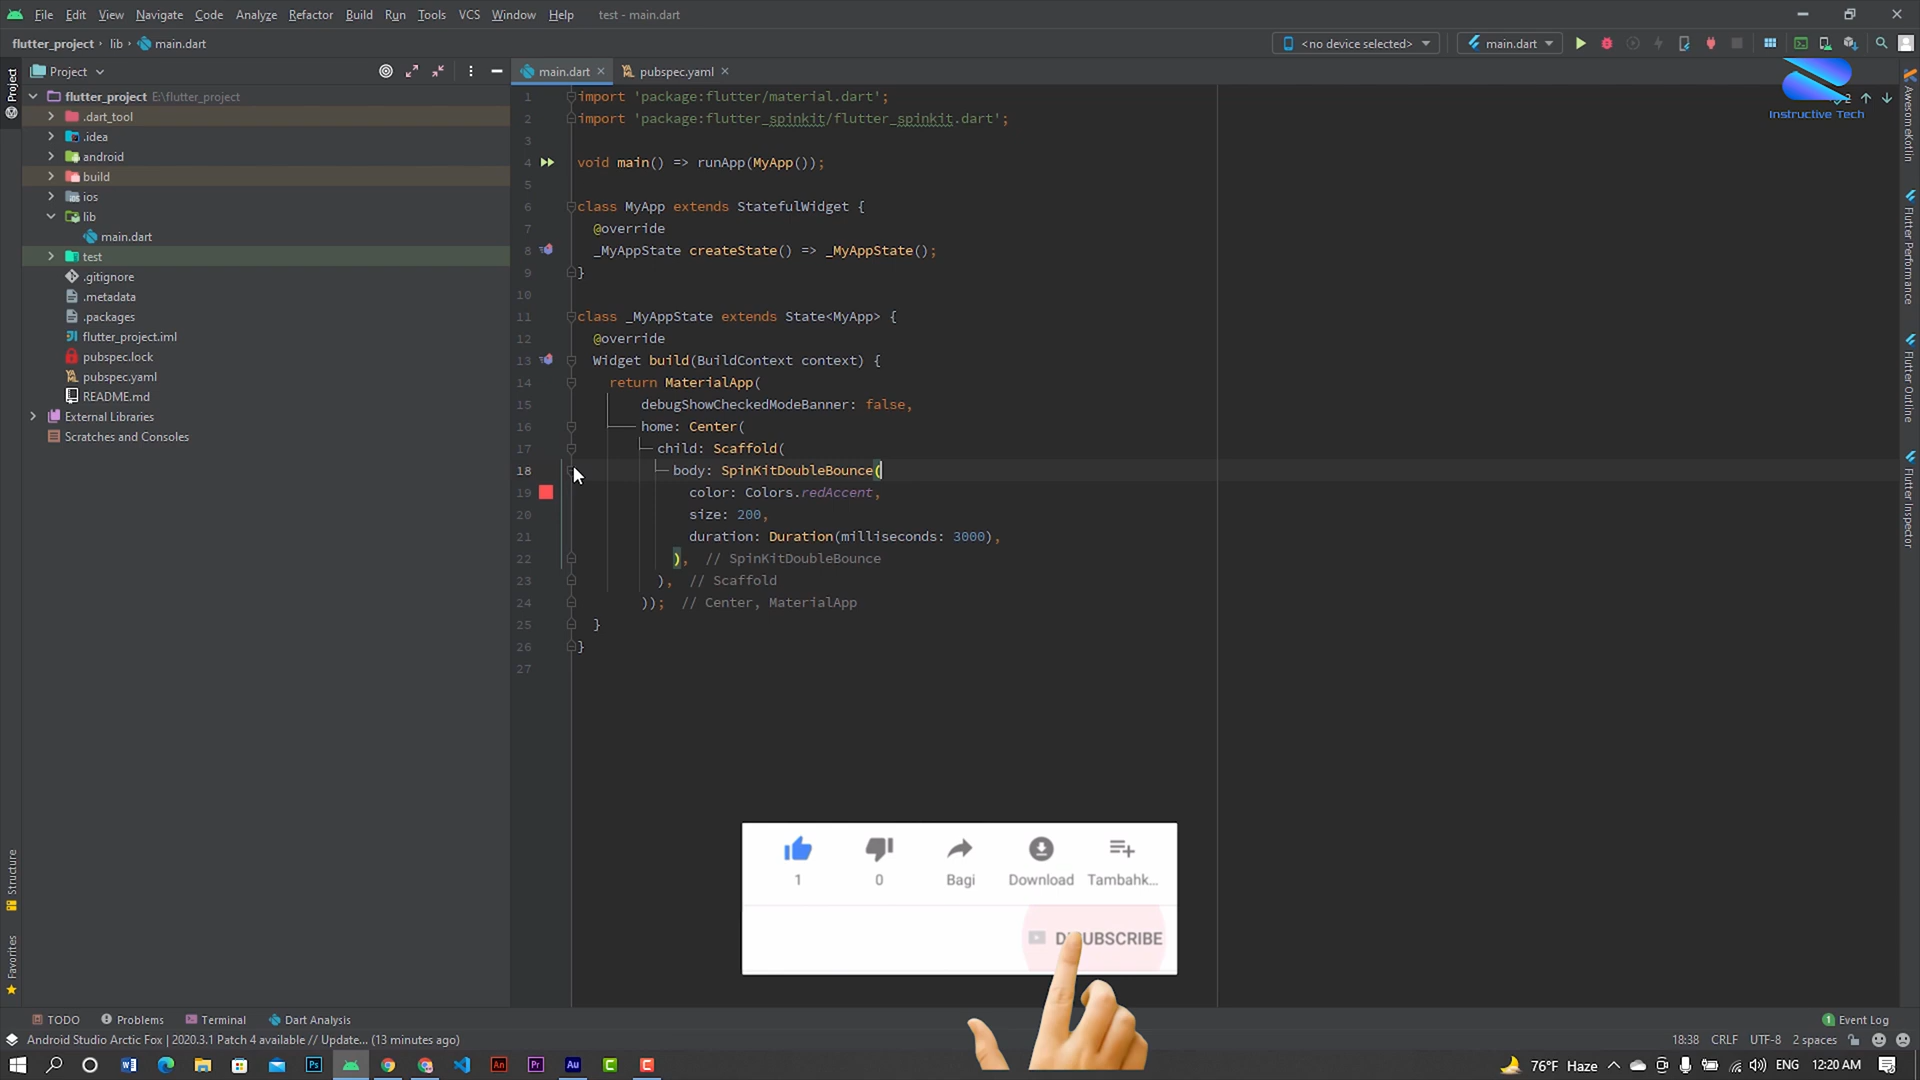 File Edit View Navigate Code Analyze Refactor Build Run Tools VCS Window Help test - main.dart
flutter_project lib main.dart
<no device selected> main.dart
Project
main.dart pubspec.yaml
Instructive Tech
2
Project
flutter_project E:\flutter_project
.dart_tool
.idea
android
build
ios
lib
main.dart
test
.gitignore
.metadata
.packages
flutter_project.iml
pubspec.lock
pubspec.yaml
README.md
External Libraries
Scratches and Consoles
1 import 'package:flutter/material.dart';
2 import 'package:flutter_spinkit/flutter_spinkit.dart';
3
4 void main() => runApp(MyApp());
5
6 class MyApp extends StatefulWidget {
7 @override
8 _MyAppState createState() => _MyAppState();
9 }
10
11 class _MyAppState extends State<MyApp> {
12 @override
13 Widget build(BuildContext context) {
14 return MaterialApp(
15 debugShowCheckedModeBanner: false,
16 home: Center(
17 child: Scaffold(
18 body: SpinKitDoubleBounce(
19 color: Colors.redAccent,
20 size: 200,
21 duration: Duration(milliseconds: 3000),
22 ), // SpinKitDoubleBounce
23 ), // Scaffold
24 )); // Center, MaterialApp
25 }
26 }
27
AwesomeKotlin
Flutter Performance
Flutter Outline
Flutter Inspector
Structure
Favorites
1 0 Bagi Download Tambahk...
UBSCRIBE
TODO Problems Terminal Dart Analysis
1 Event Log
Android Studio Arctic Fox | 2020.3.1 Patch 4 available // Update... (13 minutes ago)
18:38 CRLF UTF-8 2 spaces
Ps An Pr Au C C
76°F Haze ENG 12:20 AM